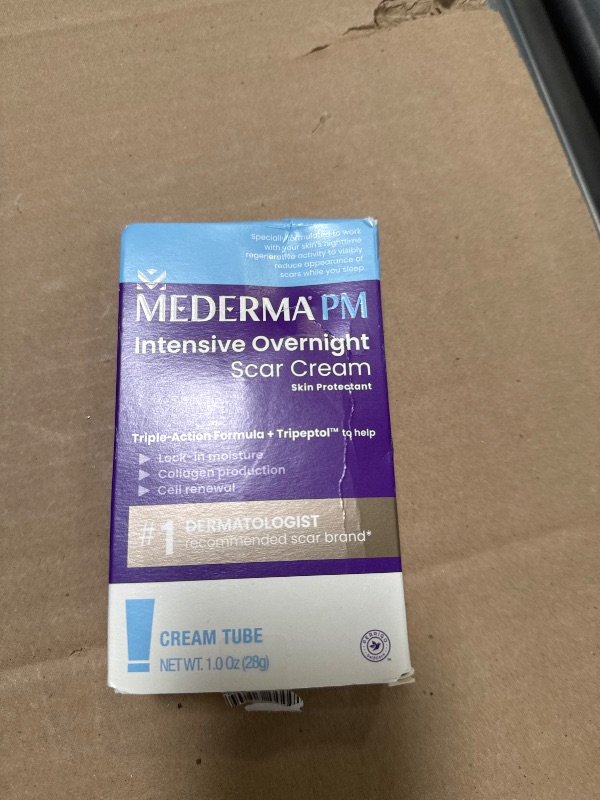 Specially formulated to work
with your skin's nighttime
regenerative activity to visibly
reduce appearance of
scars while you sleep.
MEDERMA® PM
Intensive Overnight
Scar Cream
Skin Protectant
Triple-Action Formula + Tripeptol™ to help
Lock-in moisture
Collagen production
Cell renewal
#1 DERMATOLOGIST
recommended scar brand*
CREAM TUBE
NET WT. 1.0 Oz (28g)